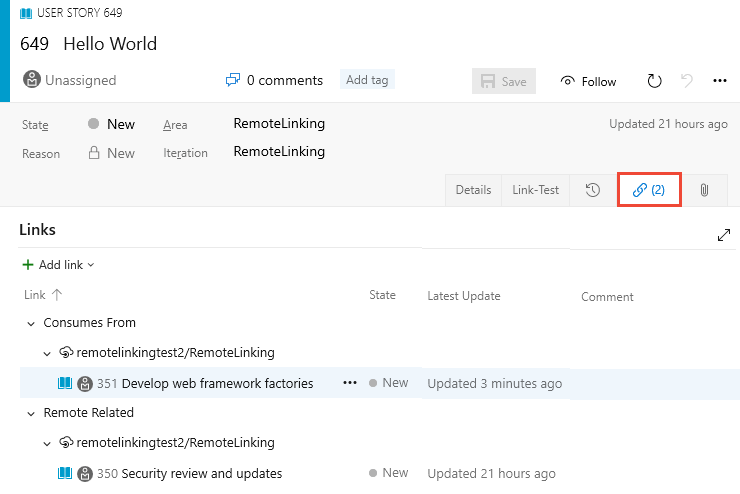 USER STORY 649
649 Hello World
Unassigned 0 comments Add tag Save Follow
State New Area RemoteLinking Updated 21 hours ago
Reason New Iteration RemoteLinking
Details Link-Test (2)
Links
Add link
Link State Latest Update Comment
Consumes From
remotelinkingtest2/RemoteLinking
351 Develop web framework factories ••• New Updated 3 minutes ago
Remote Related
remotelinkingtest2/RemoteLinking
350 Security review and updates New Updated 21 hours ago